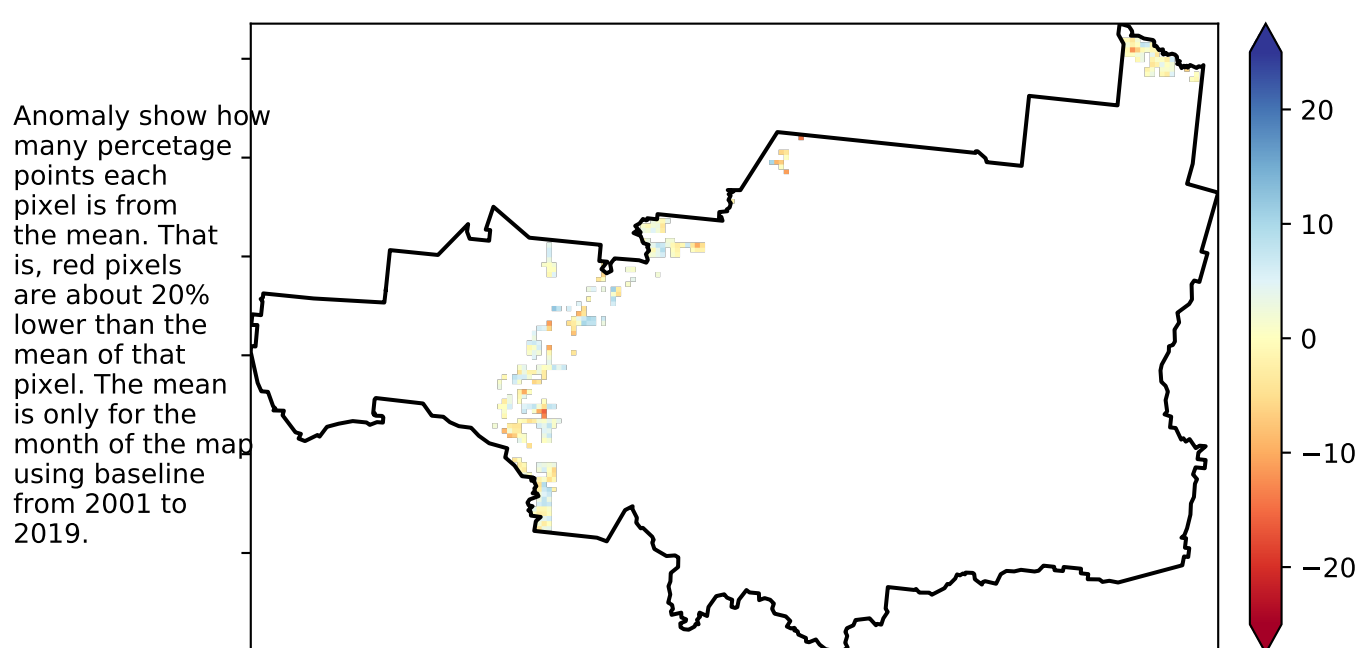 Anomaly show how
many percetage
points each
pixel is from
the mean. That
is, red pixels
are about 20%
lower than the
mean of that
pixel. The mean
is only for the
month of the map
using baseline
from 2001 to
2019.
20
10
0
−10
−20